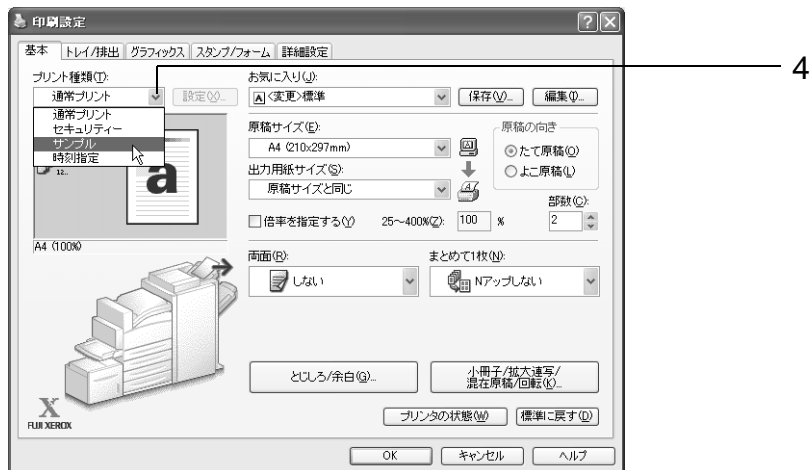 印刷設定
基本 トレイ/排出 グラフィックス スタンプ/フォーム 詳細設定
プリント種類(T):
通常プリント 設定(X)...
通常プリント
セキュリティー
サンプル
時刻指定
12..
a
A4 (100%)
FUJI XEROX
お気に入り(J):
A <変更>標準 保存(V)... 編集(I)...
原稿サイズ(E):
A4 (210x297mm)
出力用紙サイズ(S):
原稿サイズと同じ
原稿の向き
たて原稿(O)
よこ原稿(L)
倍率を指定する(Y) 25~400%(Z): 100 %
部数(C):
2
両面(R):
しない
まとめて1枚(N):
Nアップしない
とじしろ/余白(G)...
小冊子/拡大連写/
混在原稿/回転(K)...
プリンタの状態(W) 標準に戻す(D)
OK キャンセル ヘルプ
4